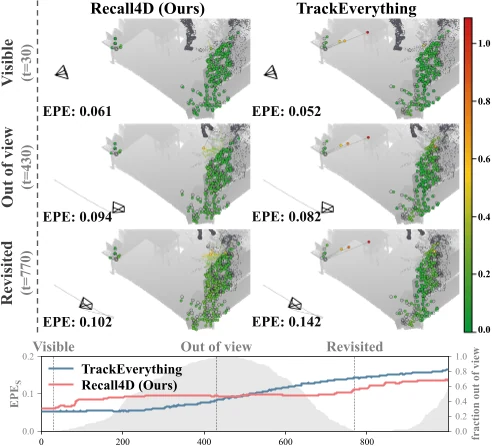 Recall4D (Ours)
TrackEverything
Visible
(t=30)
EPE: 0.061
EPE: 0.052
Out of view
(t=430)
EPE: 0.094
EPE: 0.082
Revisited
(t=770)
EPE: 0.102
EPE: 0.142
1.0
0.8
0.6
0.4
0.2
0.0
Visible
Out of view
Revisited
EPEs
0.2
0.1
0.0
TrackEverything
Recall4D (Ours)
0
200
400
600
800
1.0
0.8
0.6
0.4
0.2
0.0
fraction out of view